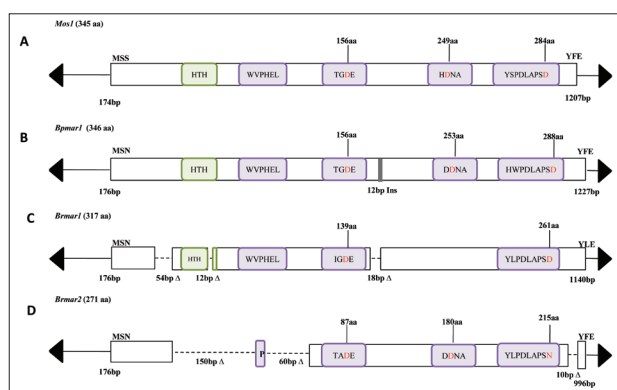 Mos1 (345 aa)
A
156aa 249aa 284aa
MSS YFE
HTH WVPHEL TGDE HDNA YSPDLAPSD
174bp 1207bp
Bpmar1 (346 aa)
B
156aa 253aa 288aa
MSN YFE
HTH WVPHEL TGDE DDNA HWPDLAPSD
12bp Ins
176bp 1227bp
C
Brmar1 (317 aa)
139aa 261aa
MSN YLE
HTH WVPHEL IGDE YLPDLAPSD
176bp 54bp Δ 12bp Δ 18bp Δ 1140bp
D
Brmar2 (271 aa)
87aa 180aa 215aa
MSN YFE
P TADE DDNA YLPDLAPSN
176bp 150bp Δ 60bp Δ 10bp Δ 996bp